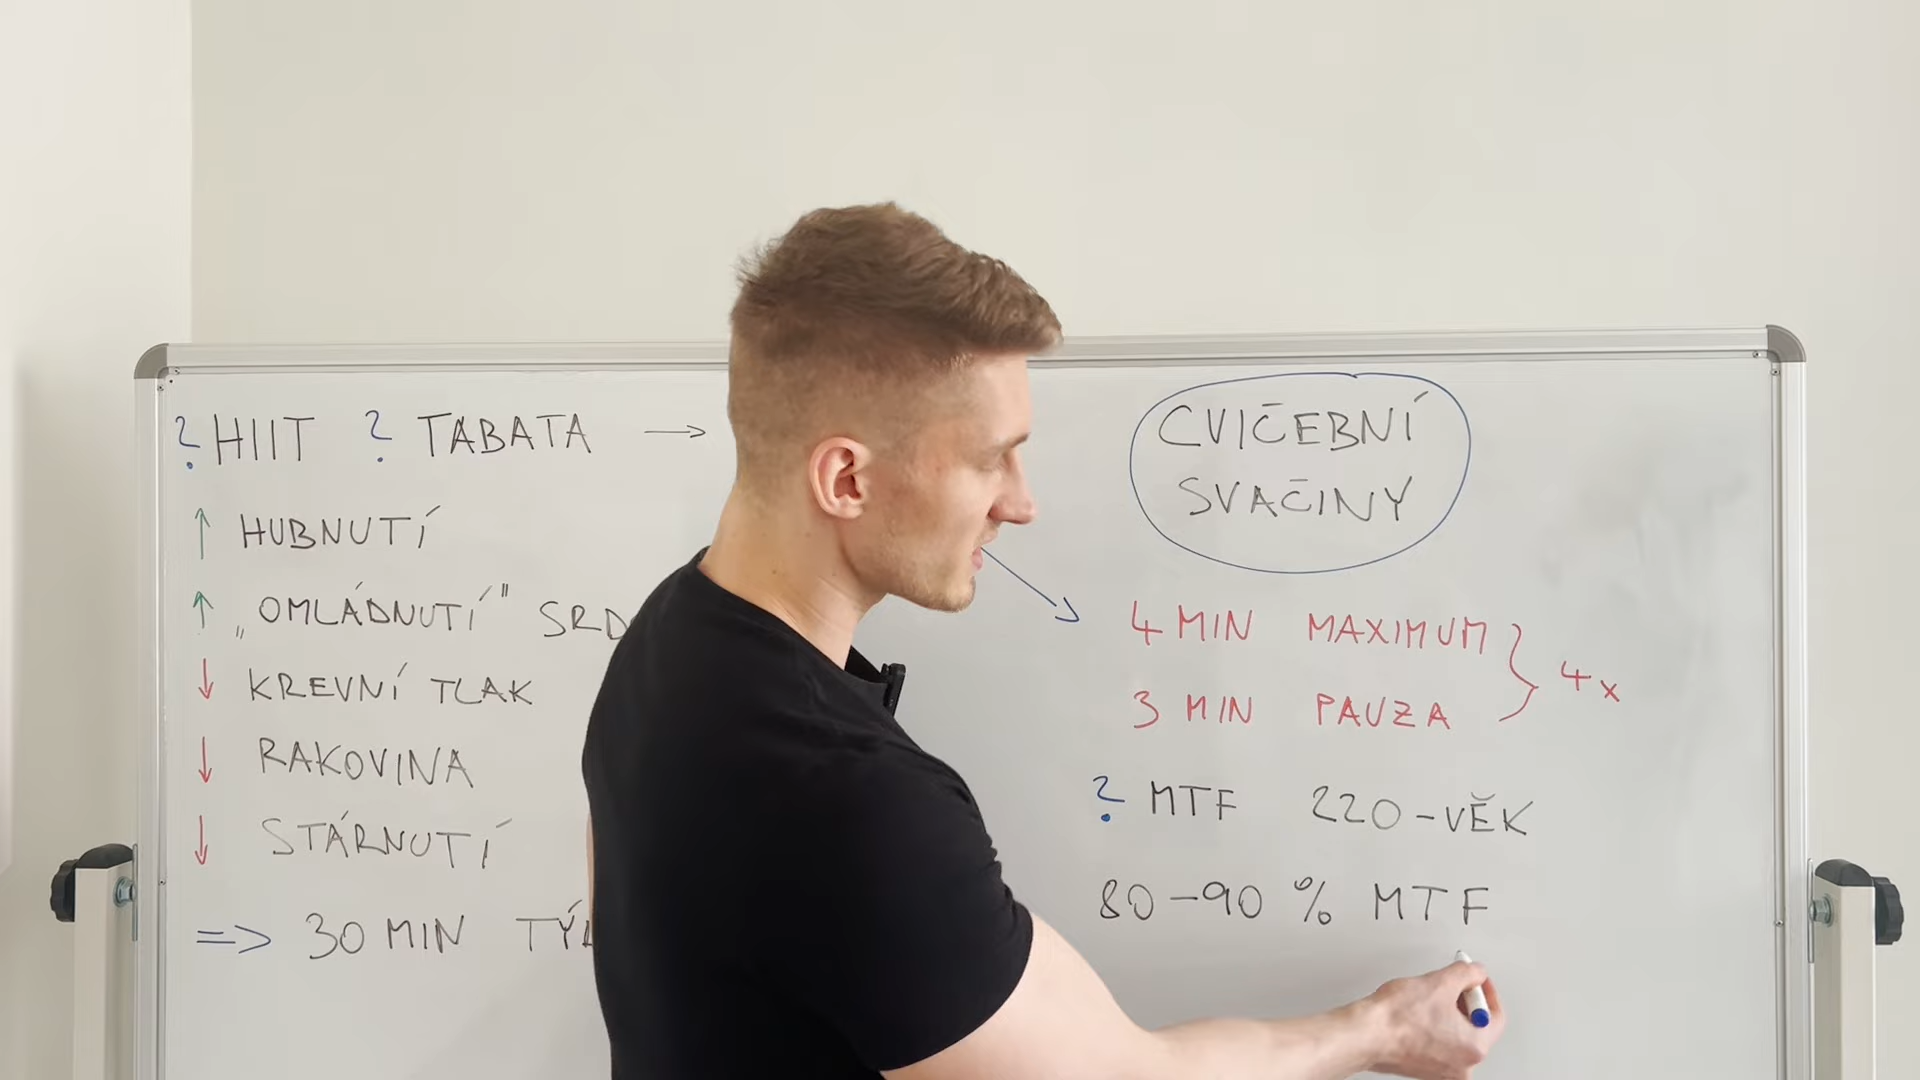 ? HIIT ? TABATA →
↑ HUBNUTÍ
↑ „OMLÁDNUTÍ"
↓ KREVNÍ TLAK
↓ RAKOVINA
↓ STÁRNUTÍ
=> 30 MIN
CVIČEBNÍ
SVAČINY
4 MIN MAXIMUM
3 MIN PAUZA
4x
? MTF 220-VĚK
80-90 % MTF